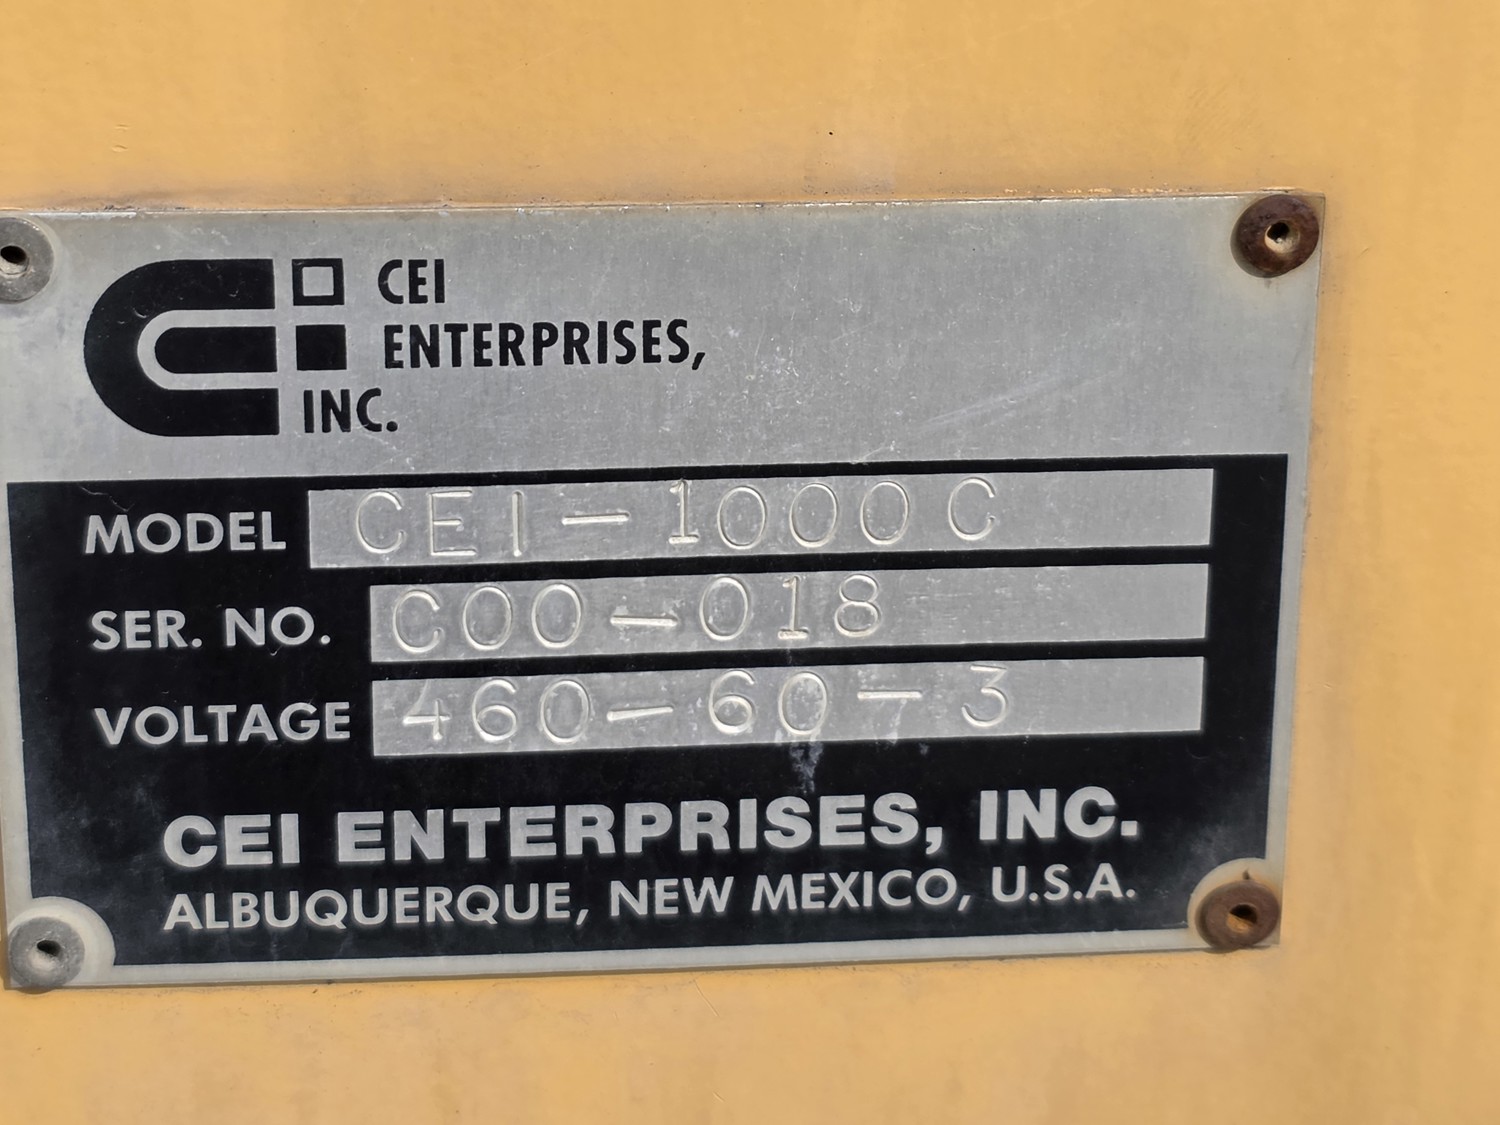 CEI
ENTERPRISES,
INC.
MODEL CEI-1000C
SER. NO. C00-018
VOLTAGE 460-60-3
CEI ENTERPRISES, INC.
ALBUQUERQUE, NEW MEXICO, U.S.A.